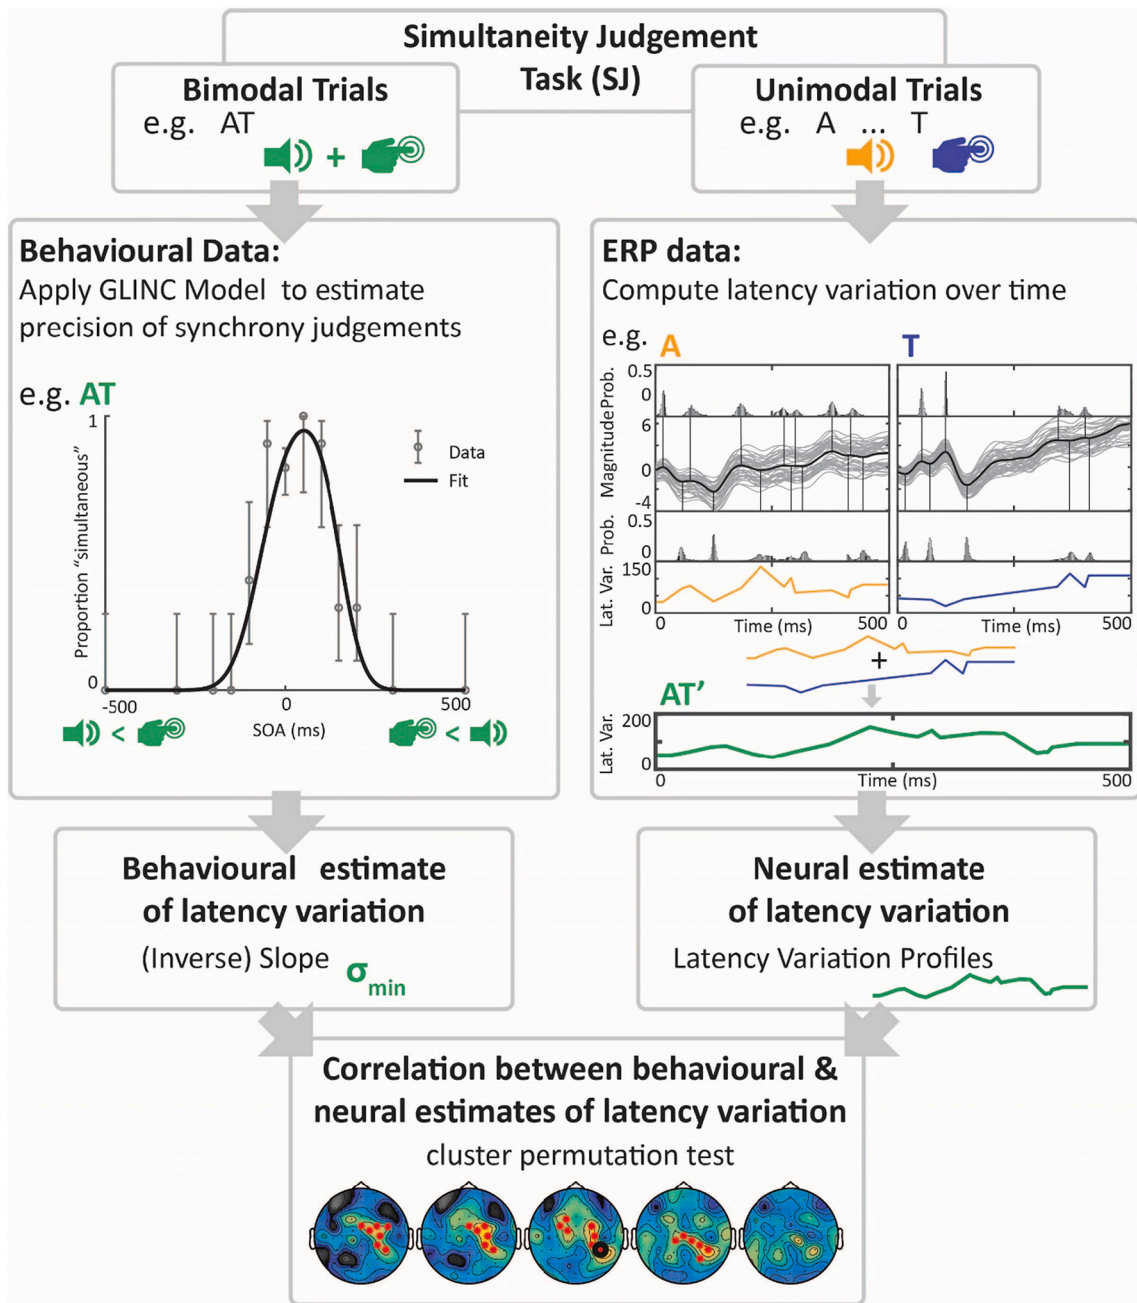 Simultaneity Judgement
Task (SJ)
Bimodal Trials
e.g. AT
+
Unimodal Trials
e.g. A ... T
Behavioural Data:
Apply GLINC Model to estimate
precision of synchrony judgements
e.g. AT
1
Proportion "simultaneous"
0
Data
Fit
-500 0 500
SOA (ms)
<
<
ERP data:
Compute latency variation over time
e.g. A T
0.5
0
Prob.
6
0
-4
Magnitude
0.5
0
Prob.
150
0
Lat. Var.
0 Time (ms) 500
0 Time (ms) 500
+
AT’
200
0
Lat. Var.
0 Time (ms) 500
Behavioural estimate
of latency variation
(Inverse) Slope σmin
Neural estimate
of latency variation
Latency Variation Profiles
Correlation between behavioural &
neural estimates of latency variation
cluster permutation test